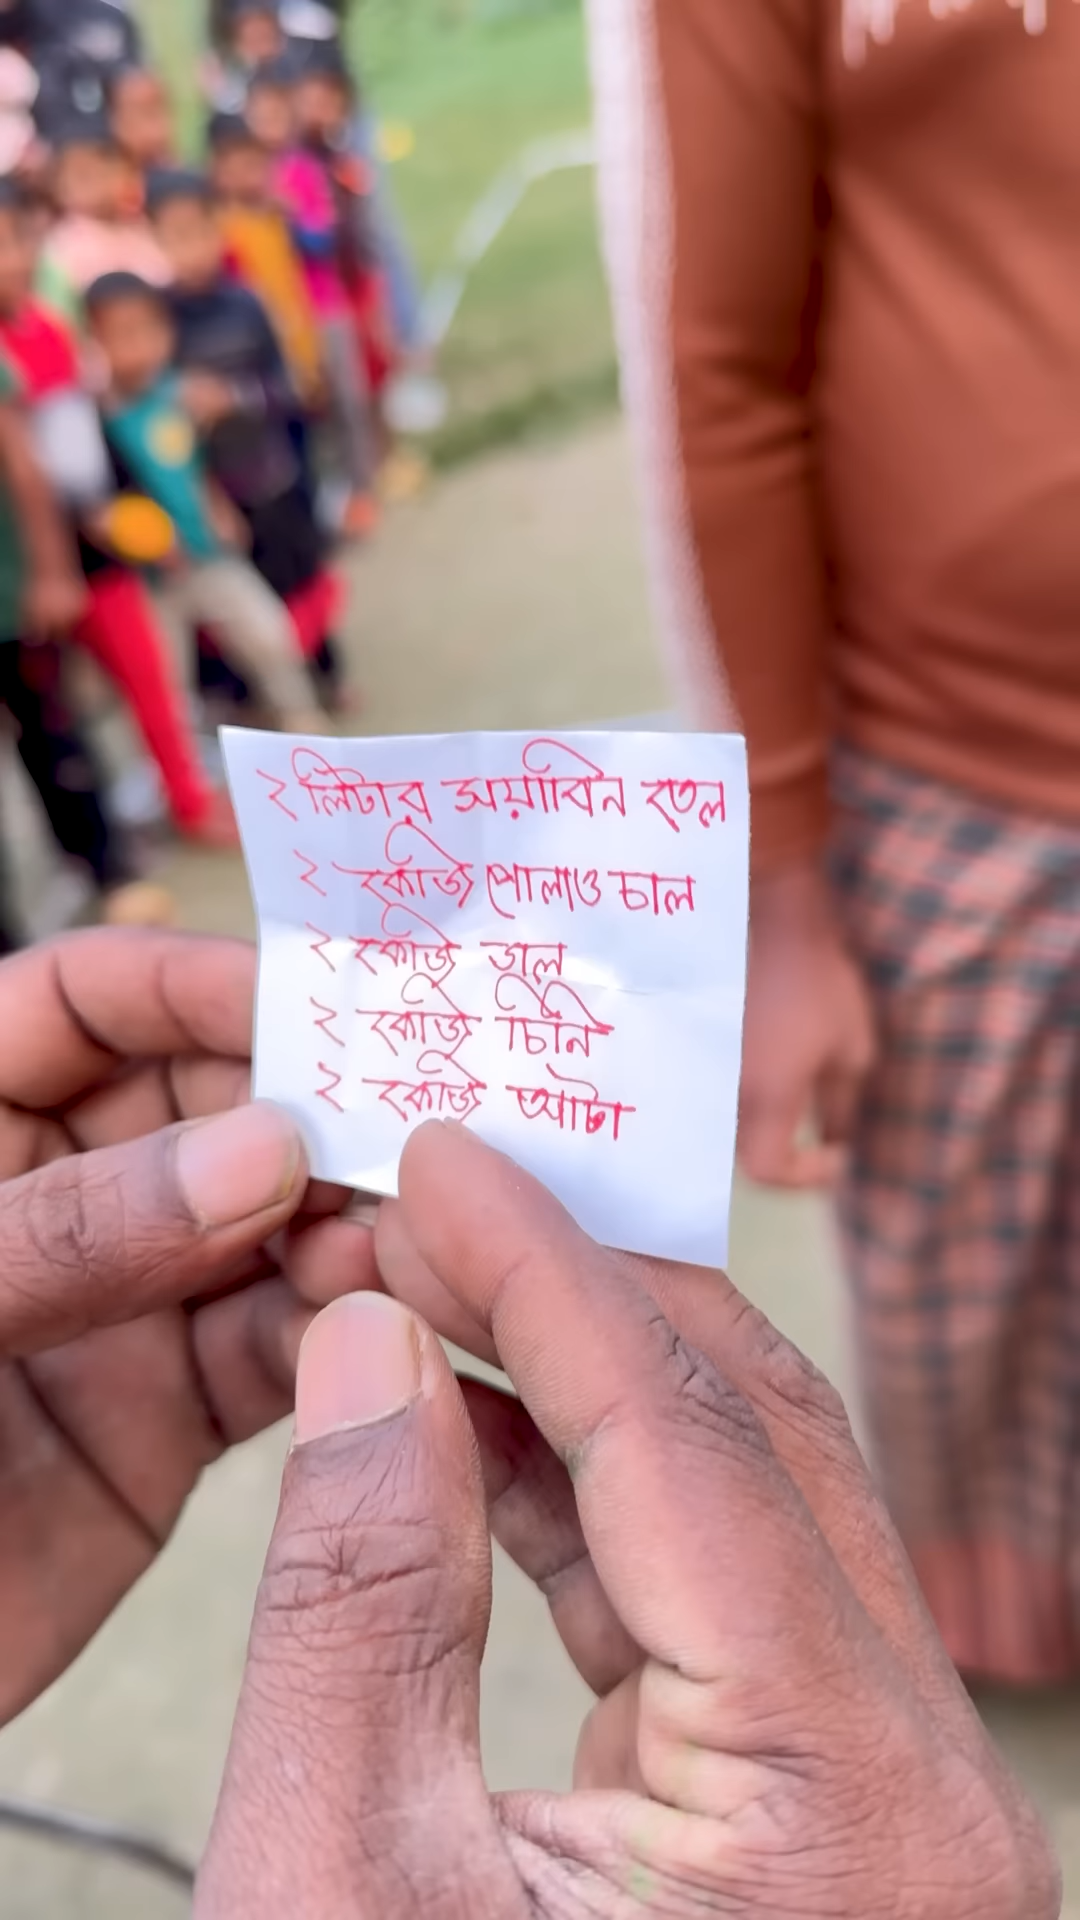 ২ লিটার সয়াবিন তেল
২ কেজি পোলাও চাল
২ কেজি ডাল
২ কেজি চিনি
২ কেজি আটা